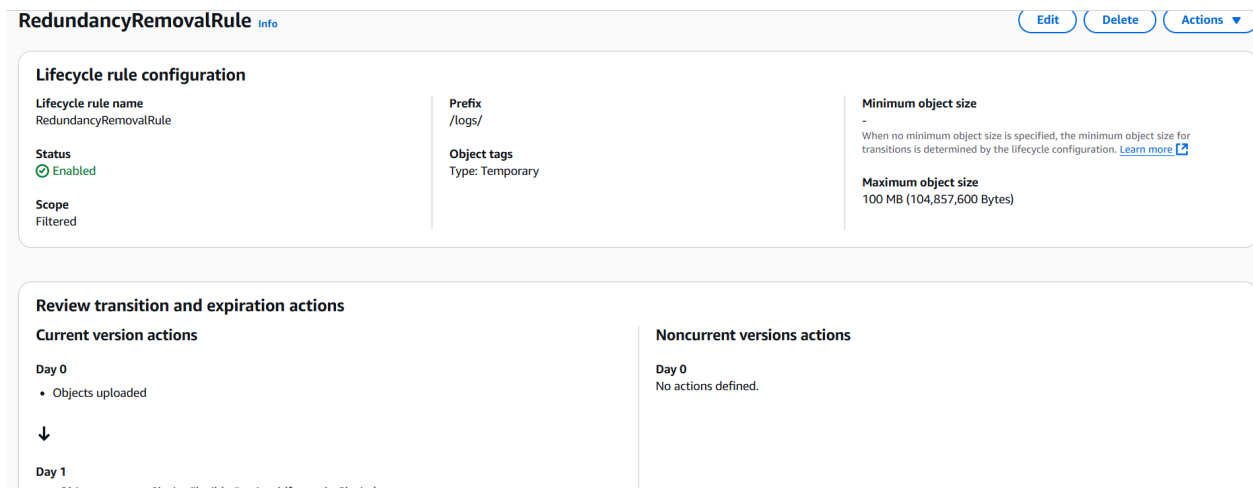 RedundancyRemovalRule Info
Edit
Delete
Actions
Lifecycle rule configuration
Lifecycle rule name
RedundancyRemovalRule
Status
Enabled
Scope
Filtered
Prefix
/logs/
Object tags
Type: Temporary
Minimum object size
-
When no minimum object size is specified, the minimum object size for
transitions is determined by the lifecycle configuration. Learn more
Maximum object size
100 MB (104,857,600 Bytes)
Review transition and expiration actions
Current version actions
Day 0
Objects uploaded
Day 1
Noncurrent versions actions
Day 0
No actions defined.